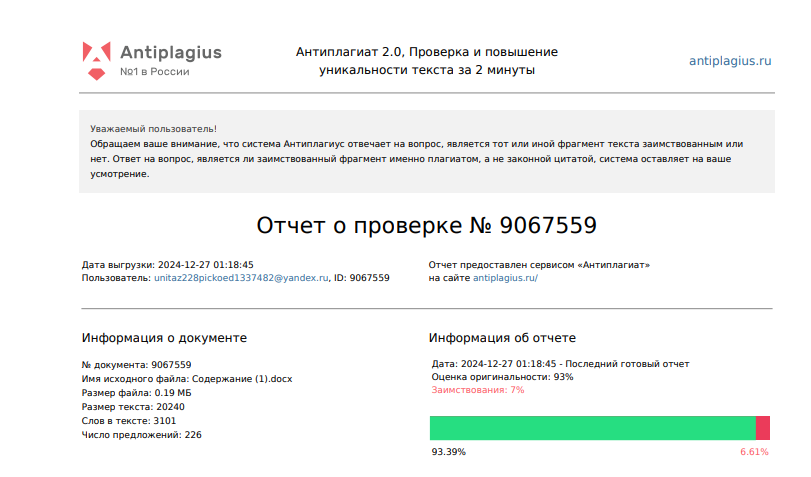 Antiplagius
№1 в России
Антиплагиат 2.0, Проверка и повышение
уникальности текста за 2 минуты
antiplagius.ru
Уважаемый пользователь!
Обращаем ваше внимание, что система Антиплагиус отвечает на вопрос, является тот или иной фрагмент текста заимствованным или
нет. Ответ на вопрос, является ли заимствованный фрагмент именно плагиатом, а не законной цитатой, система оставляет на ваше
усмотрение.
Отчет о проверке № 9067559
Дата выгрузки: 2024-12-27 01:18:45
Пользователь: unitaz228pickoed1337482@yandex.ru, ID: 9067559
Отчет предоставлен сервисом «Антиплагиат»
на сайте antiplagius.ru/
Информация о документе
№ документа: 9067559
Имя исходного файла: Содержание (1).docx
Размер файла: 0.19 МБ
Размер текста: 20240
Слов в тексте: 3101
Число предложений: 226
Информация об отчете
Дата: 2024-12-27 01:18:45 - Последний готовый отчет
Оценка оригинальности: 93%
Заимствования: 7%
93.39%
6.61%